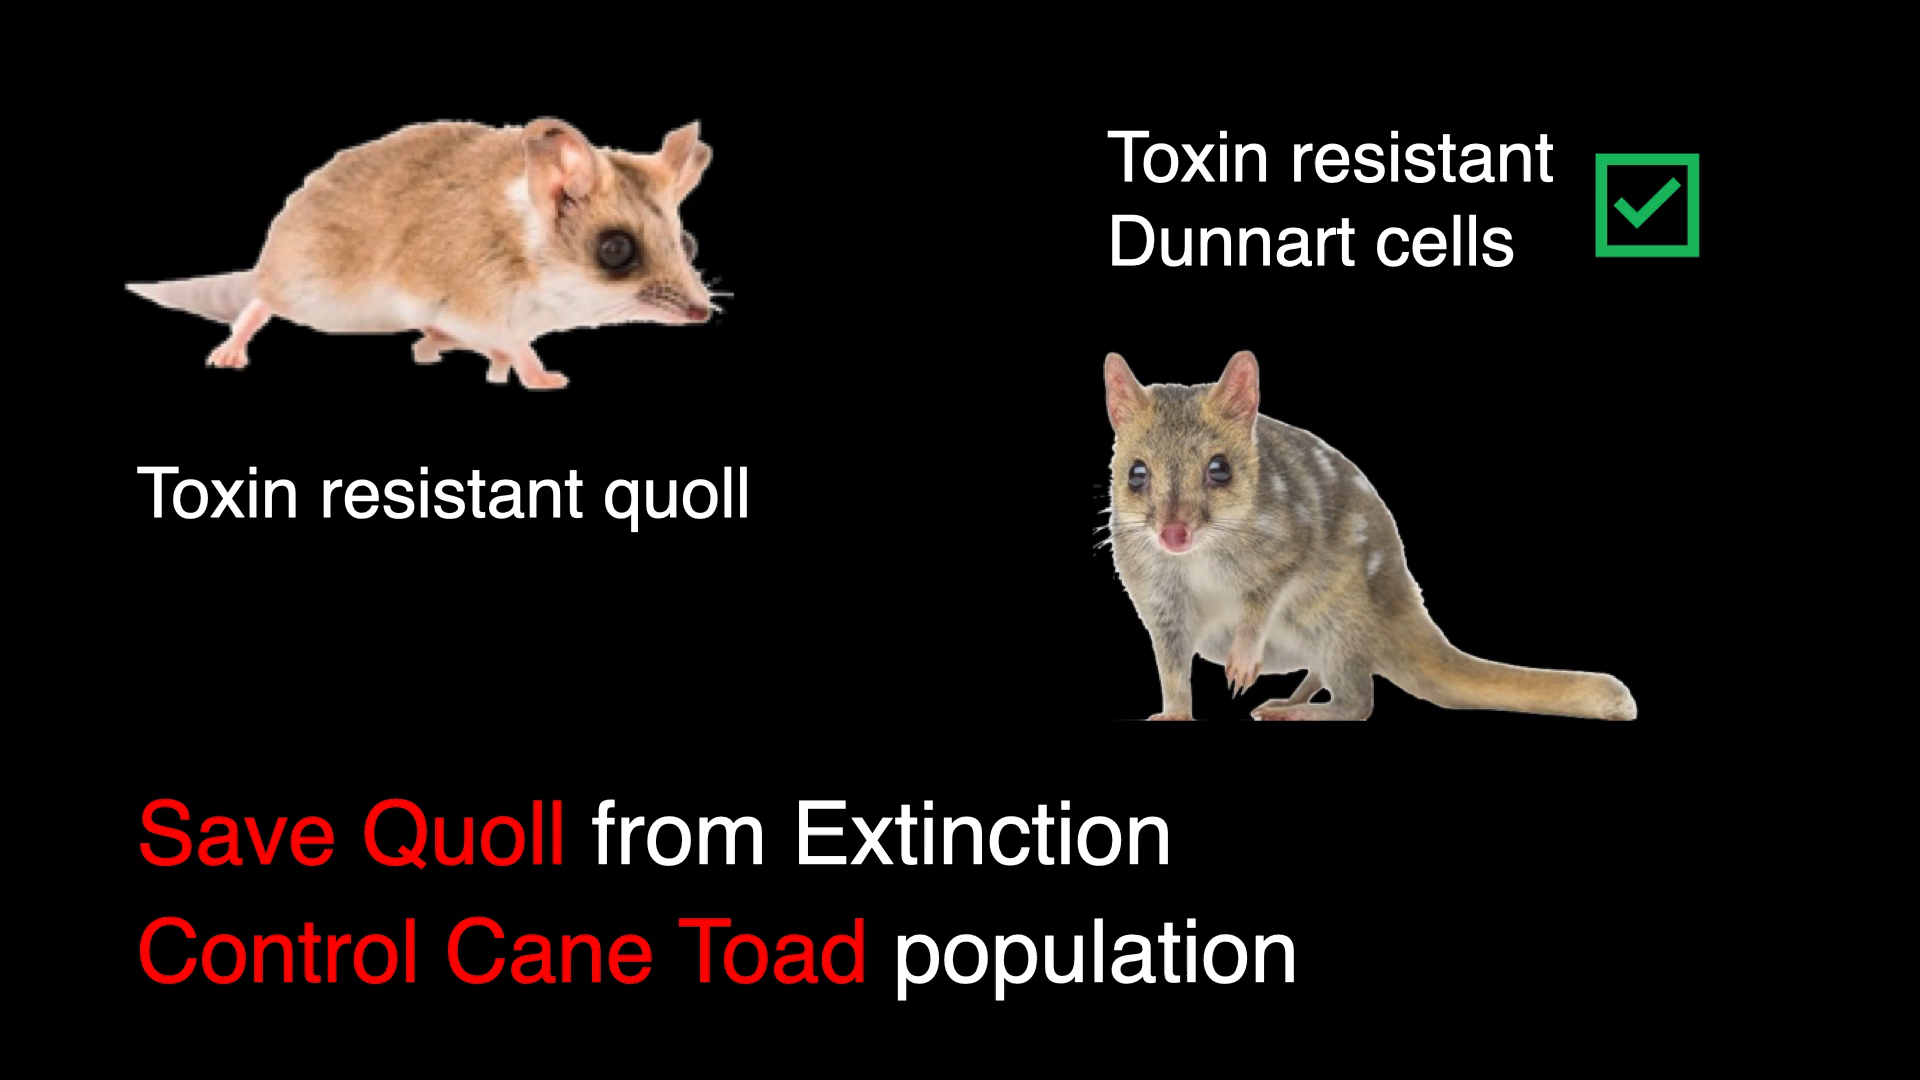 Toxin resistant
Dunnart cells
Toxin resistant quoll
Save Quoll from Extinction
Control Cane Toad population